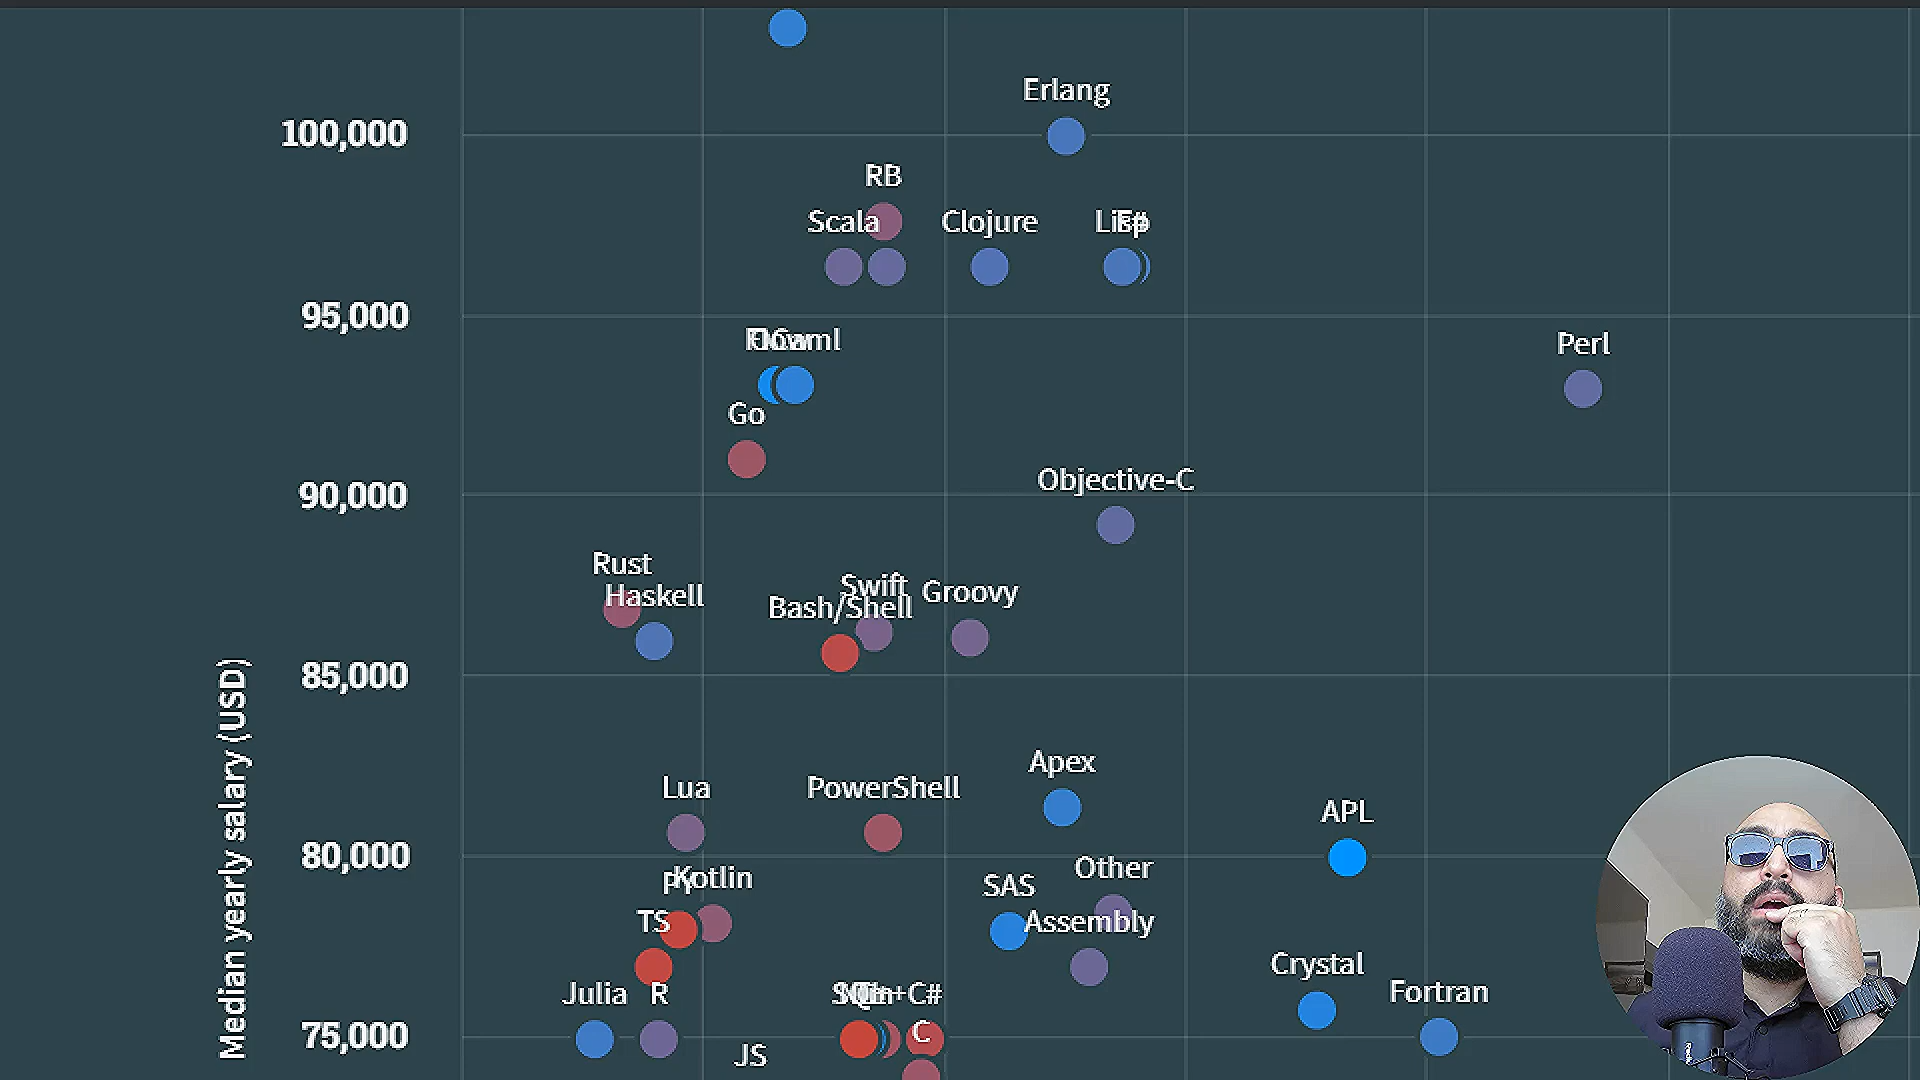 Erlang
100,000
RB
Scala
Clojure
95,000
Perl
Go
Objective-C
90,000
Rust
Haskell
Swift
Bash/Shell
Groovy
85,000
Median yearly salary (USD)
Apex
Lua
PowerShell
APL
80,000
Kotlin
Other
SAS
TS
Assembly
Crystal
Julia
R
C#
Fortran
75,000
C
JS